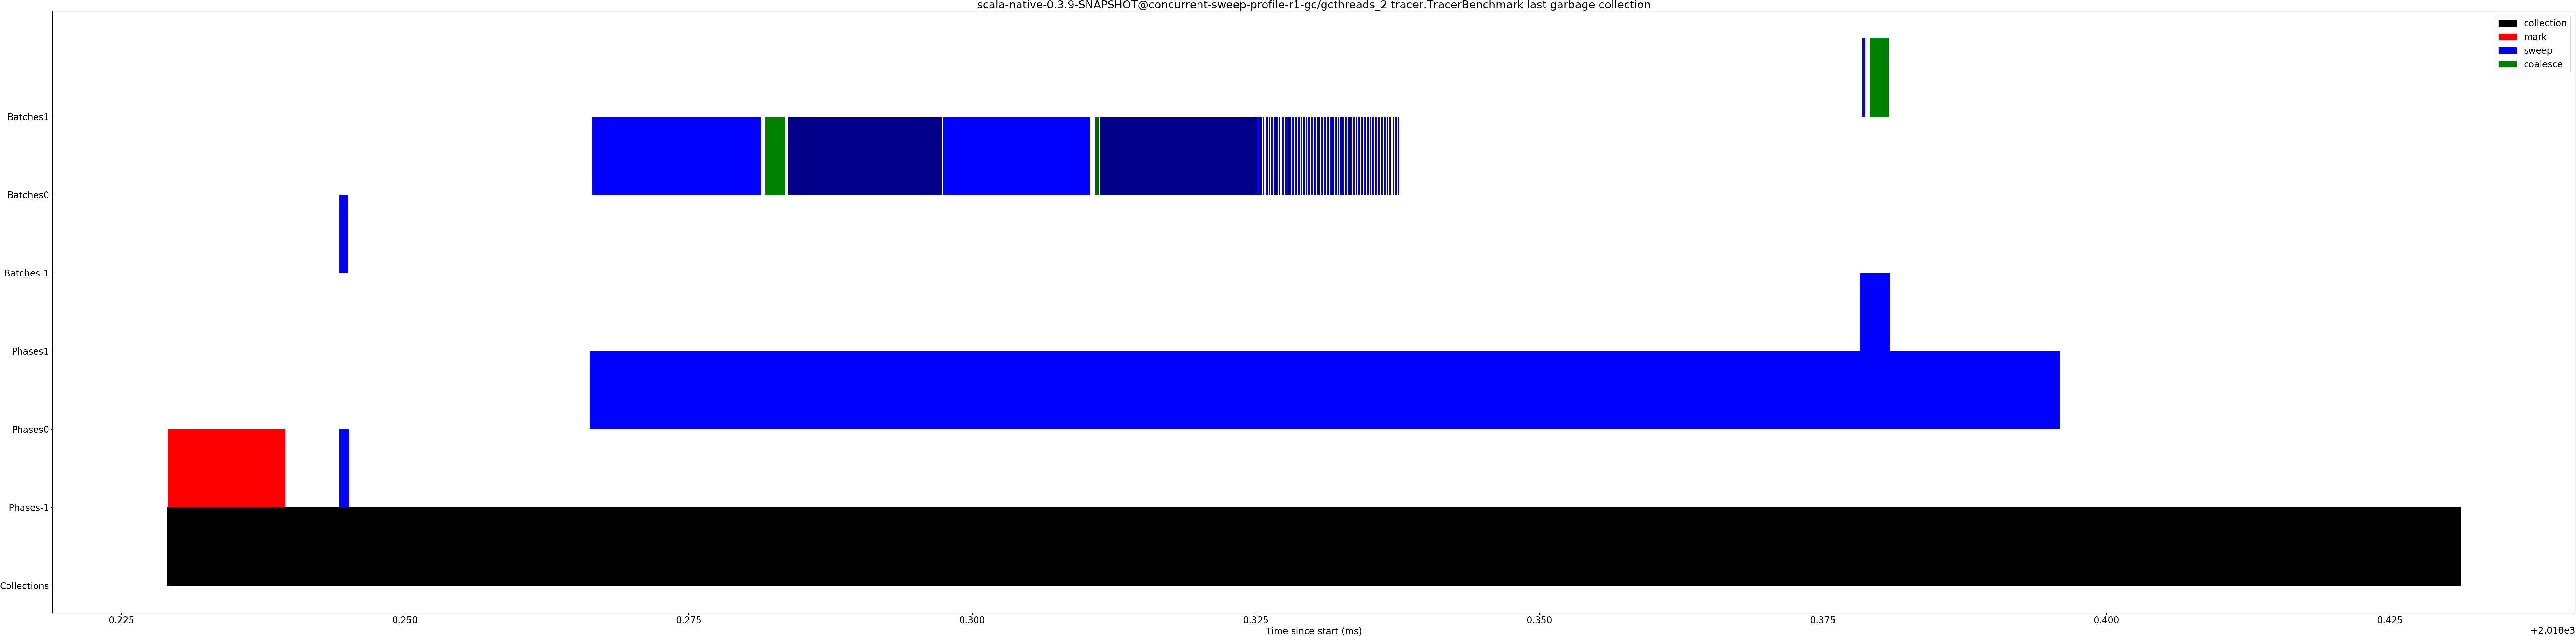 scala-native-0.3.9-SNAPSHOT@concurrent-sweep-profile-r1-gc/gcthreads_2 tracer.TracerBenchmark last garbage collection
collection
mark
sweep
coalesce
Batches1
Batches0
Batches-1
Phases1
Phases0
Phases-1
Collections
0.225 0.250 0.275 0.300 0.325 0.350 0.375 0.400 0.425
Time since start (ms)
+2.018e3